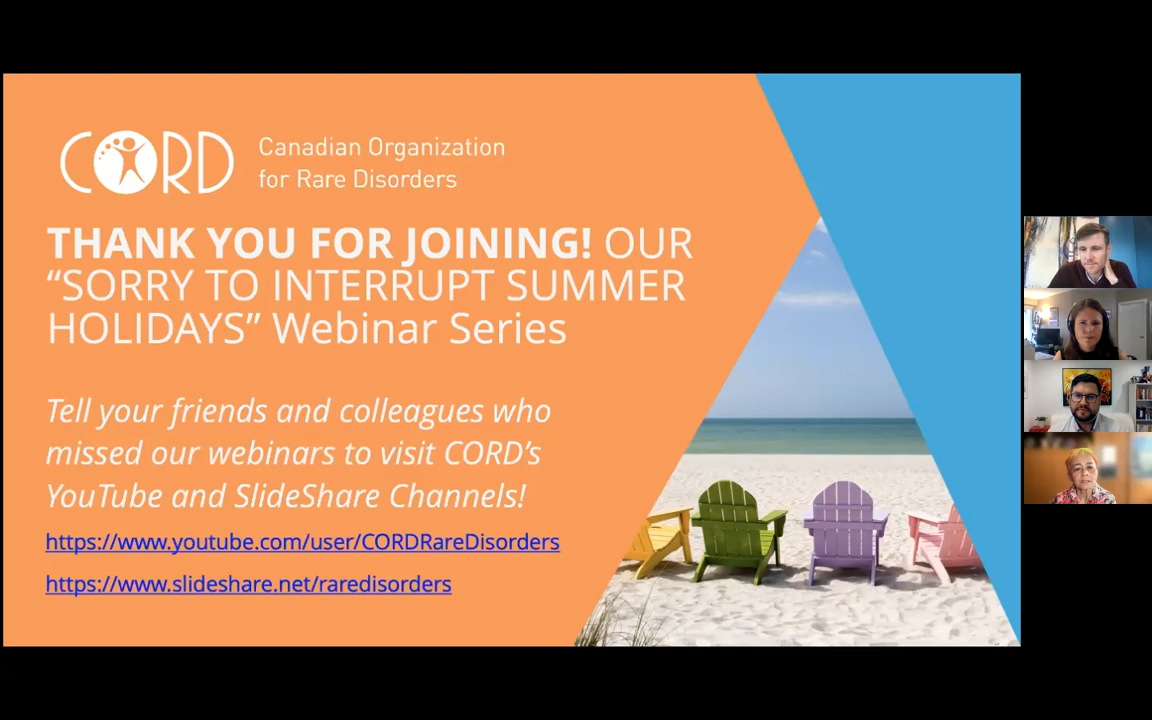 CORD
Canadian Organization
for Rare Disorders
THANK YOU FOR JOINING! OUR
“SORRY TO INTERRUPT SUMMER
HOLIDAYS” Webinar Series
Tell your friends and colleagues who
missed our webinars to visit CORD’s
YouTube and SlideShare Channels!
https://www.youtube.com/user/CORDRareDisorders
https://www.slideshare.net/raredisorders